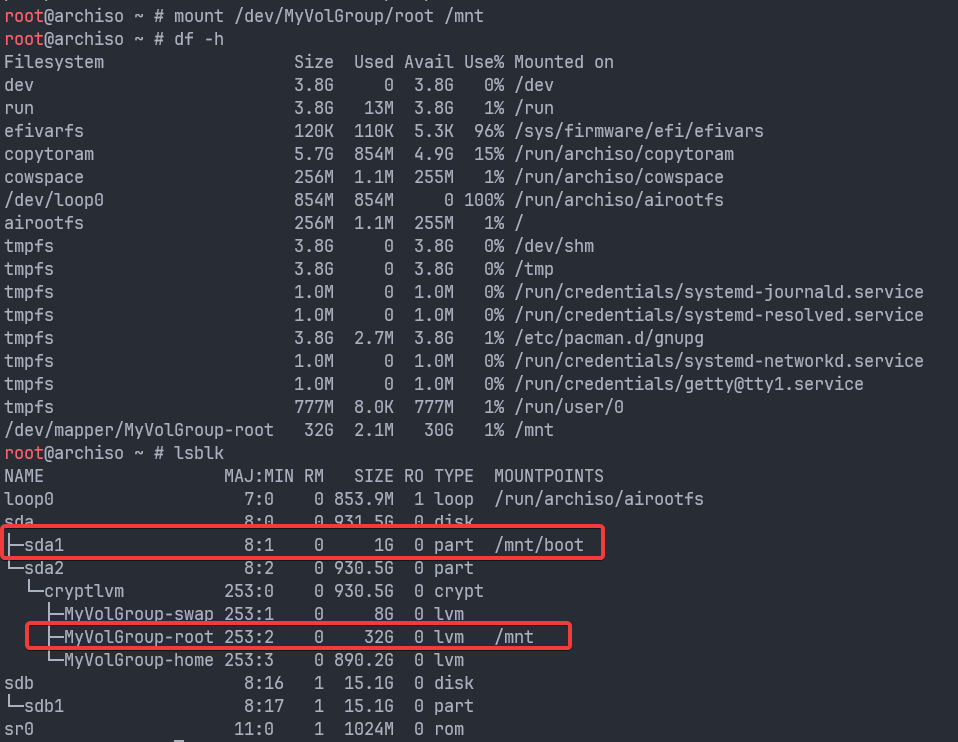 root@archiso ~ # mount /dev/MyVolGroup/root /mnt
root@archiso ~ # df -h
Filesystem                   Size  Used Avail Use% Mounted on
dev                          3.8G     0  3.8G   0% /dev
run                          3.8G   13M  3.8G   1% /run
efivarfs                     120K  110K  5.3K  96% /sys/firmware/efi/efivars
copytoram                    5.7G  854M  4.9G  15% /run/archiso/copytoram
cowspace                     256M  1.1M  255M   1% /run/archiso/cowspace
/dev/loop0                   854M  854M     0 100% /run/archiso/airootfs
airootfs                     256M  1.1M  255M   1% /
tmpfs                        3.8G     0  3.8G   0% /dev/shm
tmpfs                        3.8G     0  3.8G   0% /tmp
tmpfs                        1.0M     0  1.0M   0% /run/credentials/systemd-journald.service
tmpfs                        1.0M     0  1.0M   0% /run/credentials/systemd-resolved.service
tmpfs                        3.8G  2.7M  3.8G   1% /etc/pacman.d/gnupg
tmpfs                        1.0M     0  1.0M   0% /run/credentials/systemd-networkd.service
tmpfs                        1.0M     0  1.0M   0% /run/credentials/getty@tty1.service
tmpfs                        777M  8.0K  777M   1% /run/user/0
/dev/mapper/MyVolGroup-root   32G  2.1M   30G   1% /mnt
root@archiso ~ # lsblk
NAME                  MAJ:MIN RM   SIZE RO TYPE  MOUNTPOINTS
loop0                   7:0    0 853.9M  1 loop  /run/archiso/airootfs
sda                     8:0    0 931.5G  0 disk
├─sda1                  8:1    0     1G  0 part  /mnt/boot
└─sda2                  8:2    0 930.5G  0 part
  └─cryptlvm          253:0    0 930.5G  0 crypt
    ├─MyVolGroup-swap 253:1    0     8G  0 lvm
    ├─MyVolGroup-root 253:2    0    32G  0 lvm   /mnt
    └─MyVolGroup-home 253:3    0 890.2G  0 lvm
sdb                     8:16   1  15.1G  0 disk
└─sdb1                  8:17   1  15.1G  0 part
sr0                    11:0    1  1024M  0 rom